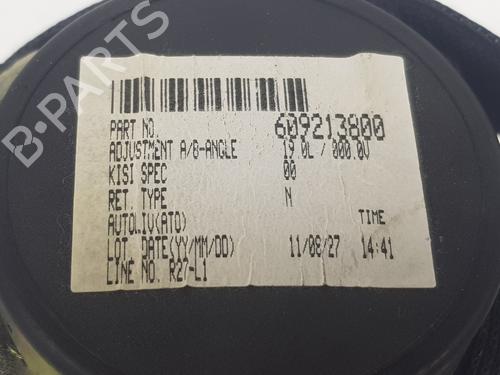 B-PARTS
PART NO. 609213800
ADJUSTMENT A/B-ANGLE 19.0L / 000.0V
KISI SPEC 00
RET. TYPE N
AUTOLIV(ATO) TIME
LOT DATE(YY/MM/DD) 11/08/27 14:41
LINE NO. R27-L1